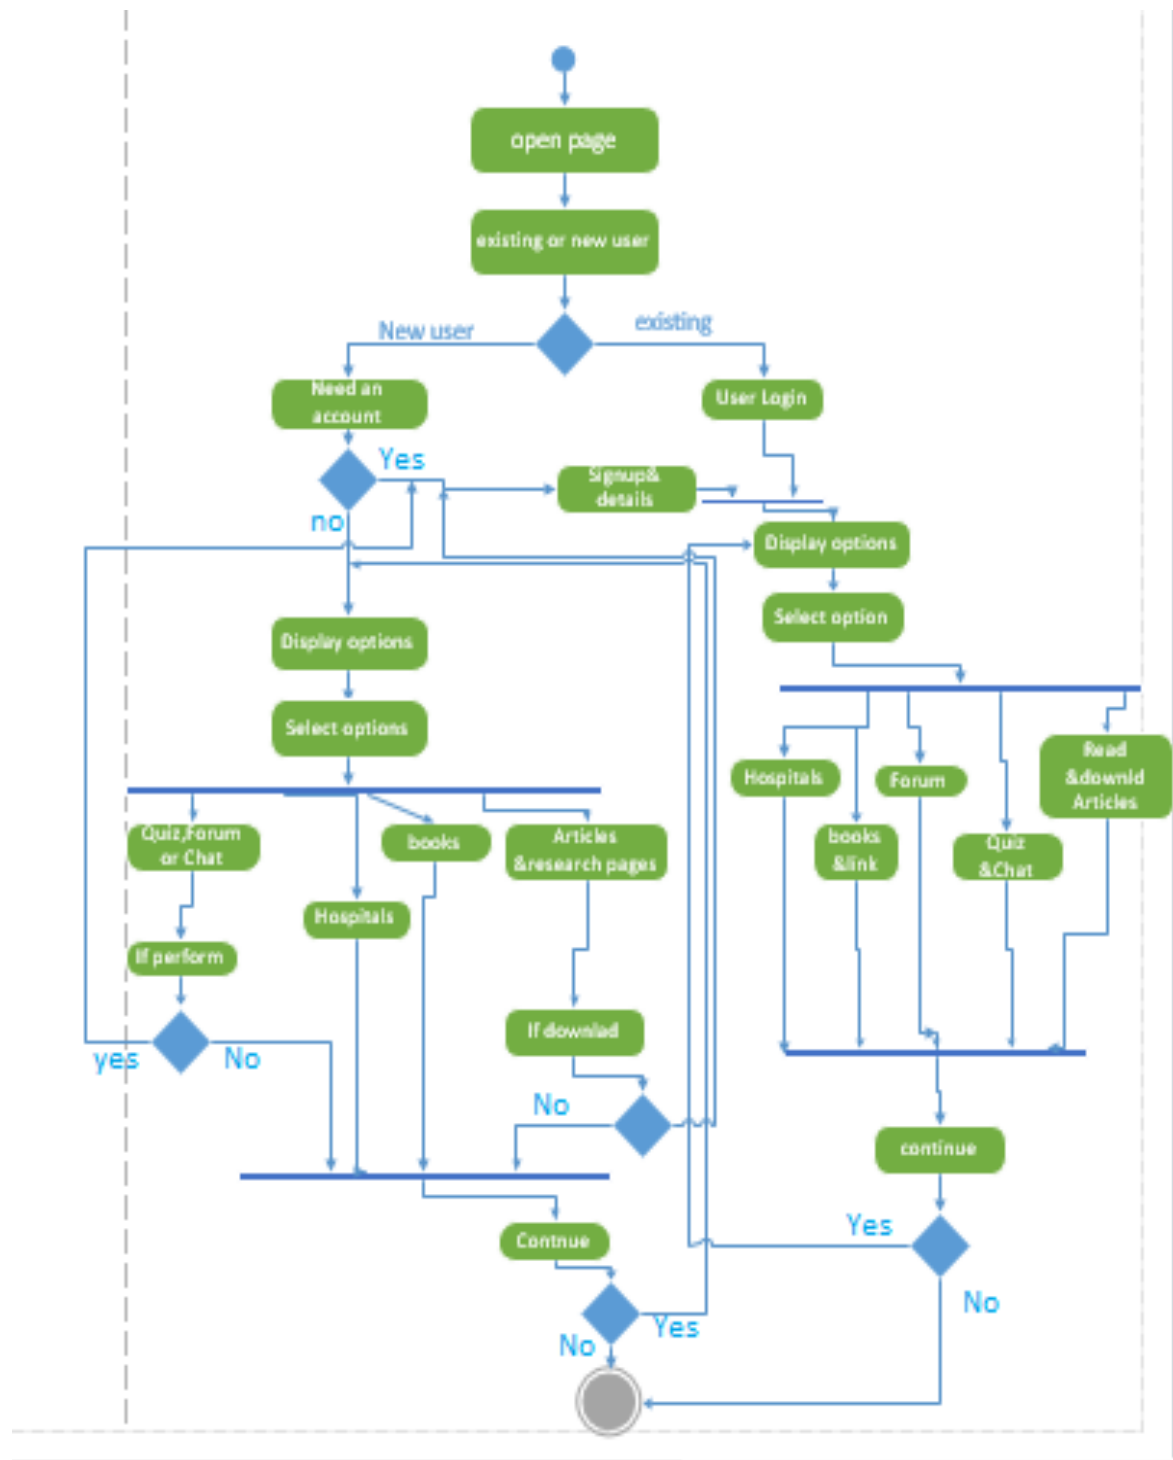 open page
existing or new user
New user
existing
Need an
account
User Login
Yes
Signup&
details
no
Display options
Select option
Display options
Select options
Hospitals
Forum
Read
&downld
Articles
Quiz,Forum
or Chat
books
Articles
&research pages
books
&link
Quiz
&Chat
Hospitals
If perform
If downlad
yes
No
No
continue
Contnue
Yes
No
Yes
No